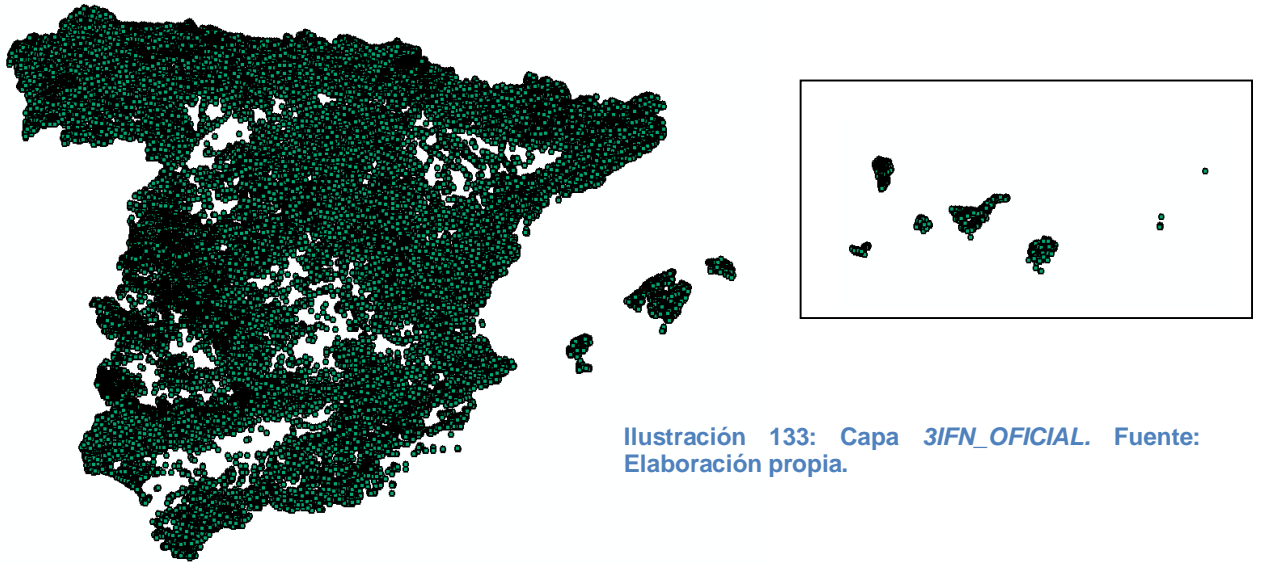 Ilustración 133: Capa 3IFN_OFICIAL. Fuente:
Elaboración propia.